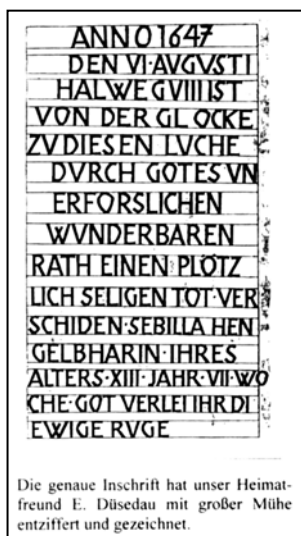 ANNO 1647
DEN VI·AVGVSTI
HALWEGVIIII IST
VON DER GLOCKE
ZV DIESEN LVCHE
DVRCH GOTES VN
ERFORSLICHEN
WVNDERBAREN
RATH EINEN PLÖTZ
LICH SELIGEN TOT·VER
SCHIDEN·SEBILLA HEN
GELBHARIN·IHRES
ALTERS·XIII·JAHR·VII·WO
CHE·GOT VERLEI IHR DI
EWIGE RVGE
Die genaue Inschrift hat unser Heimat-
freund E. Düsedau mit großer Mühe
entziffert und gezeichnet.